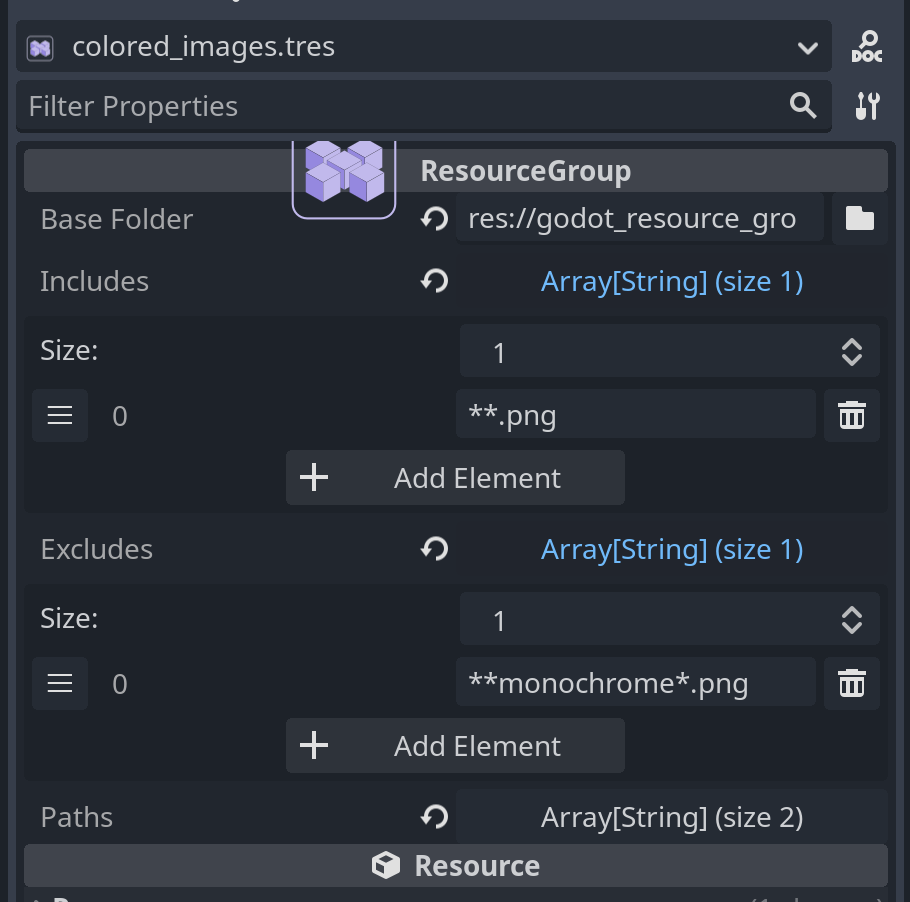 colored_images.tres
DOC
Filter Properties
ResourceGroup
Base Folder res://godot_resource_gro
Includes Array[String] (size 1)
Size: 1
0 **.png
Add Element
Excludes Array[String] (size 1)
Size: 1
0 **monochrome*.png
Add Element
Paths Array[String] (size 2)
Resource